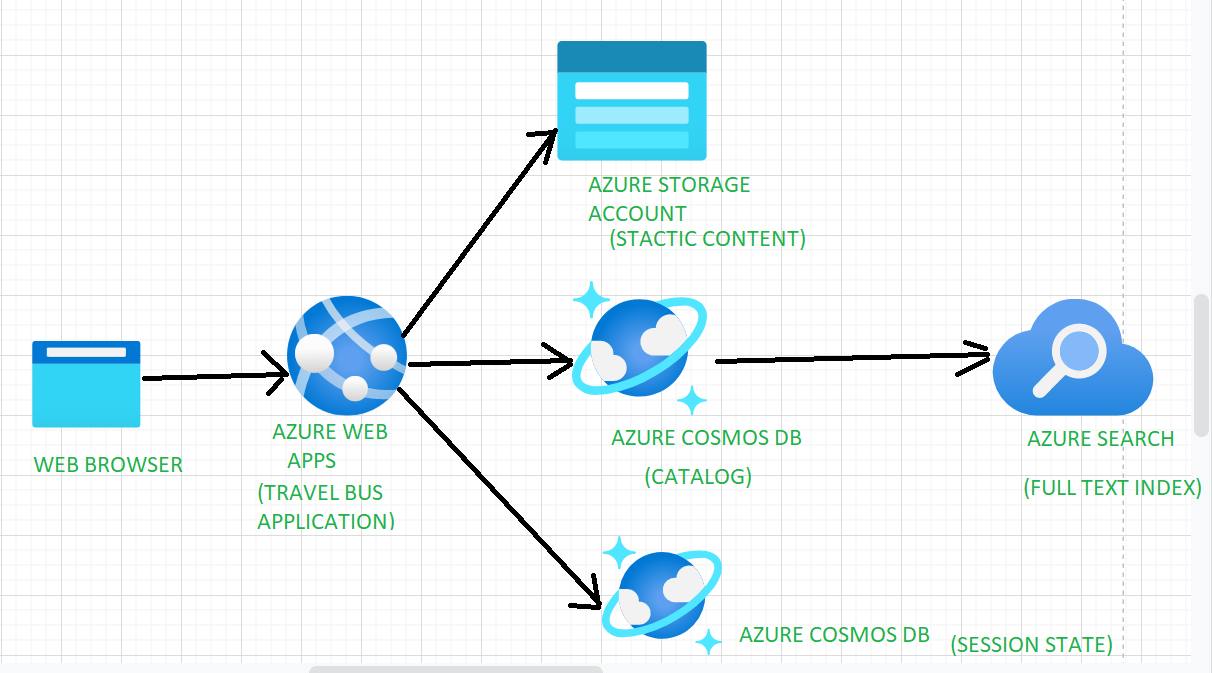 AZURE STORAGE
ACCOUNT
(STACTIC CONTENT)
AZURE WEB
APPS
(TRAVEL BUS
APPLICATION)
WEB BROWSER
AZURE COSMOS DB
(CATALOG)
AZURE SEARCH
(FULL TEXT INDEX)
AZURE COSMOS DB
(SESSION STATE)